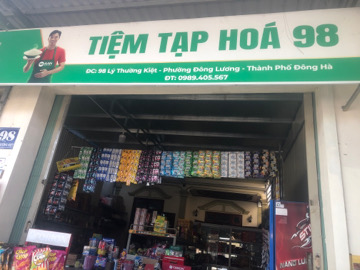 TIỆM TẠP HOÁ 98
ĐC: 98 Lý Thường Kiệt - Phường Đông Lương - Thành Phố Đông Hà
ĐT: 0989.405.567
98